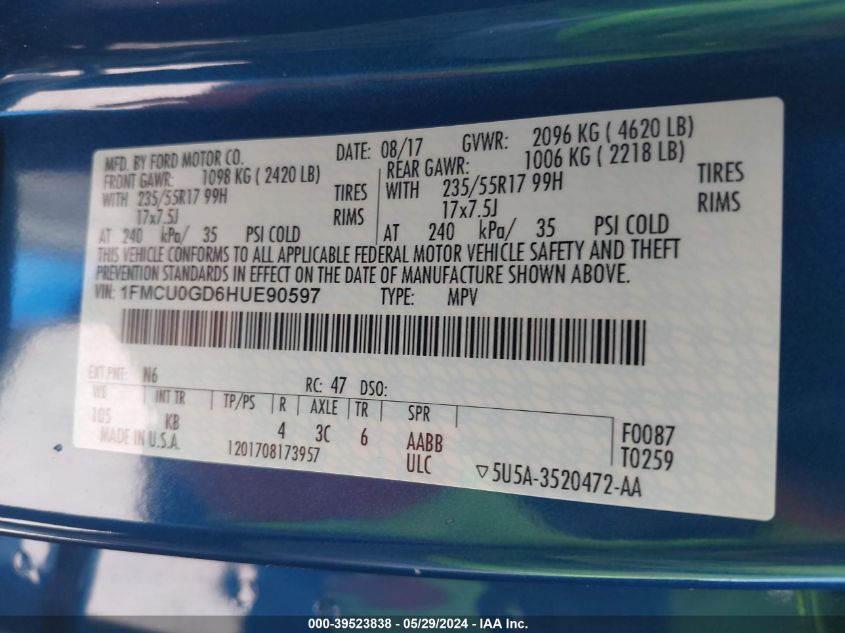 MFD. BY FORD MOTOR CO. DATE: 08/17 GVWR: 2096 KG ( 4620 LB)
FRONT GAWR: 1098 KG ( 2420 LB) REAR GAWR: 1006 KG ( 2218 LB)
WITH 235/55R17 99H TIRES WITH 235/55R17 99H TIRES
17x7.5J RIMS 17x7.5J RIMS
AT 240 kPa/ 35 PSI COLD AT 240 kPa/ 35 PSI COLD
THIS VEHICLE CONFORMS TO ALL APPLICABLE FEDERAL MOTOR VEHICLE SAFETY AND THEFT
PREVENTION STANDARDS IN EFFECT ON THE DATE OF MANUFACTURE SHOWN ABOVE.
VIN: 1FMCU0GD6HUE90597 TYPE: MPV
EXT PNT: N6 RC: 47 DSO:
WB INT TR TP/PS R AXLE TR SPR
105 KB 4 3C 6 AABB F0087
MADE IN U.S.A. 1201708173957 ULC T0259
▽5U5A-3520472-AA
000-39523838 - 05/29/2024 - IAA Inc.